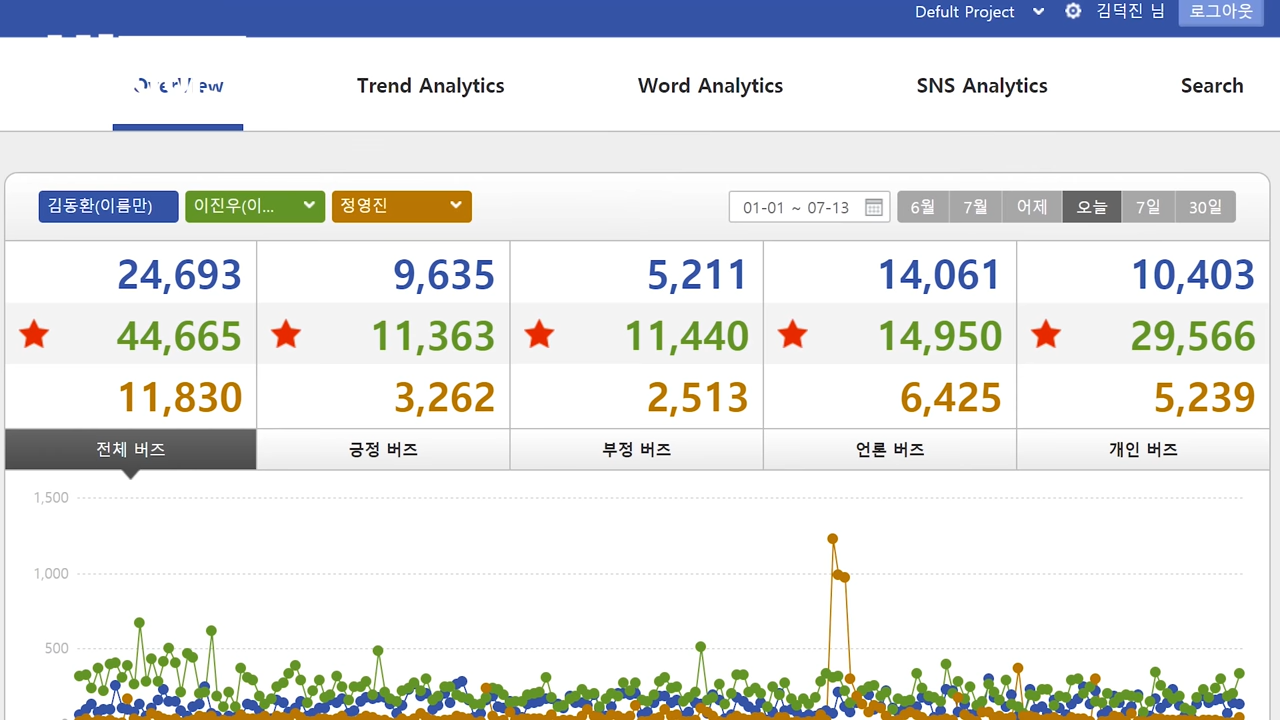 Defult Project 김덕진 님 로그아웃
OverView Trend Analytics Word Analytics SNS Analytics Search
김동환(이름만) 이진우(이... 정영진 01-01 ~ 07-13 6월 7월 어제 오늘 7일 30일
24,693 9,635 5,211 14,061 10,403
44,665 11,363 11,440 14,950 29,566
11,830 3,262 2,513 6,425 5,239
전체 버즈 긍정 버즈 부정 버즈 언론 버즈 개인 버즈
1,500
1,000
500